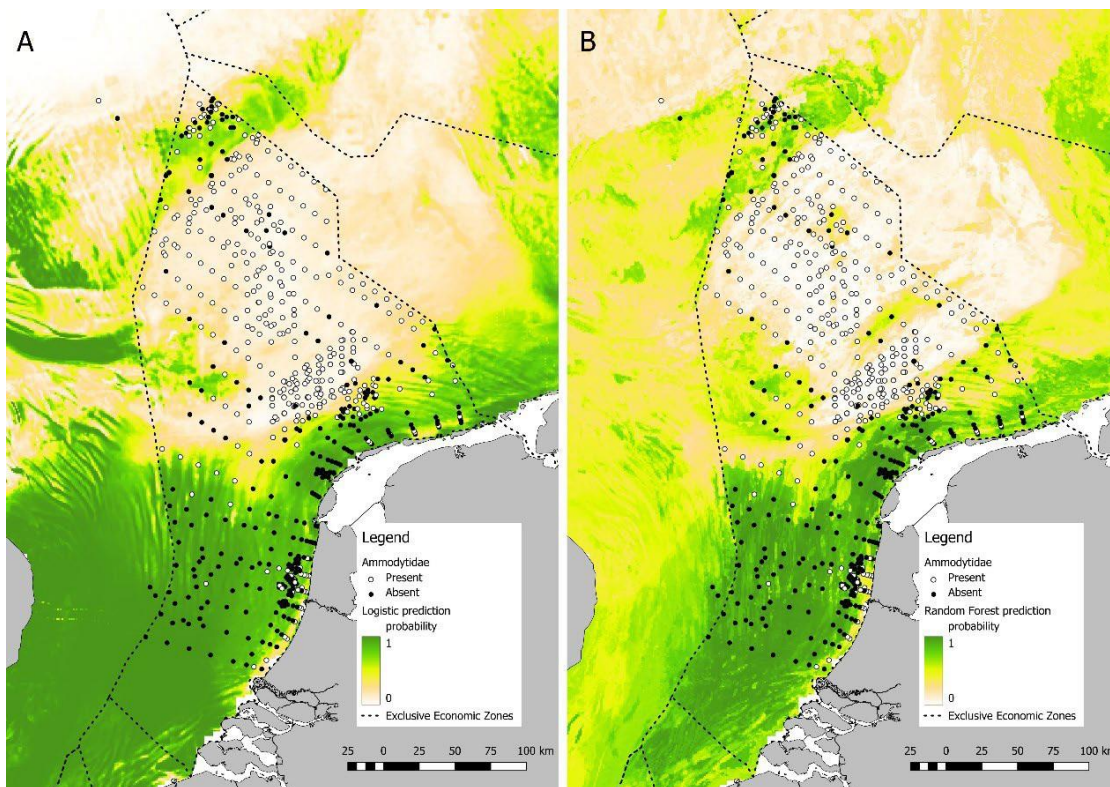 A
Legend
Ammodytidae
Present
Absent
Logistic prediction
probability
1
0
Exclusive Economic Zones
25 0 25 50 75 100 km
B
Legend
Ammodytidae
Present
Absent
Random Forest prediction
probability
1
0
Exclusive Economic Zones
25 0 25 50 75 100 km